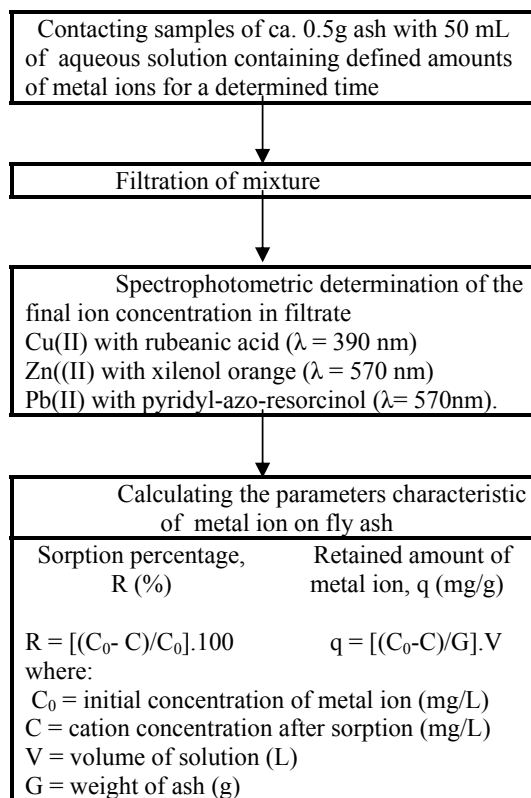 Contacting samples of ca. 0.5g ash with 50 mL
of aqueous solution containing defined amounts
of metal ions for a determined time
Filtration of mixture
Spectrophotometric determination of the
final ion concentration in filtrate
Cu(II) with rubeanic acid (λ = 390 nm)
Zn((II) with xilenol orange (λ = 570 nm)
Pb(II) with pyridyl-azo-resorcinol (λ= 570nm).
Calculating the parameters characteristic
of metal ion on fly ash
Sorption percentage, Retained amount of
R (%) metal ion, q (mg/g)
R = [(C₀- C)/C₀].100 q = [(C₀-C)/G].V
where:
C₀ = initial concentration of metal ion (mg/L)
C = cation concentration after sorption (mg/L)
V = volume of solution (L)
G = weight of ash (g)